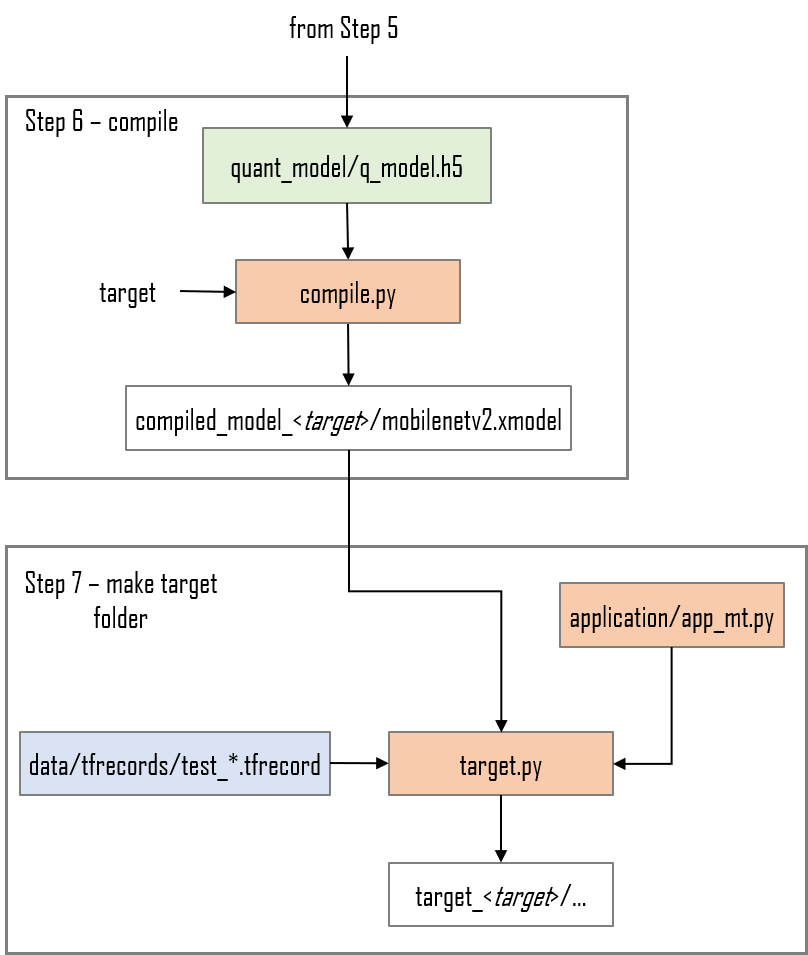 from Step 5
Step 6 – compile
quant_model/q_model.h5
target
compile.py
compiled_model_<target>/mobilenetv2.xmodel
Step 7 – make target
folder
application/app_mt.py
data/tfrecords/test_*.tfrecord
target.py
target_<target>/...